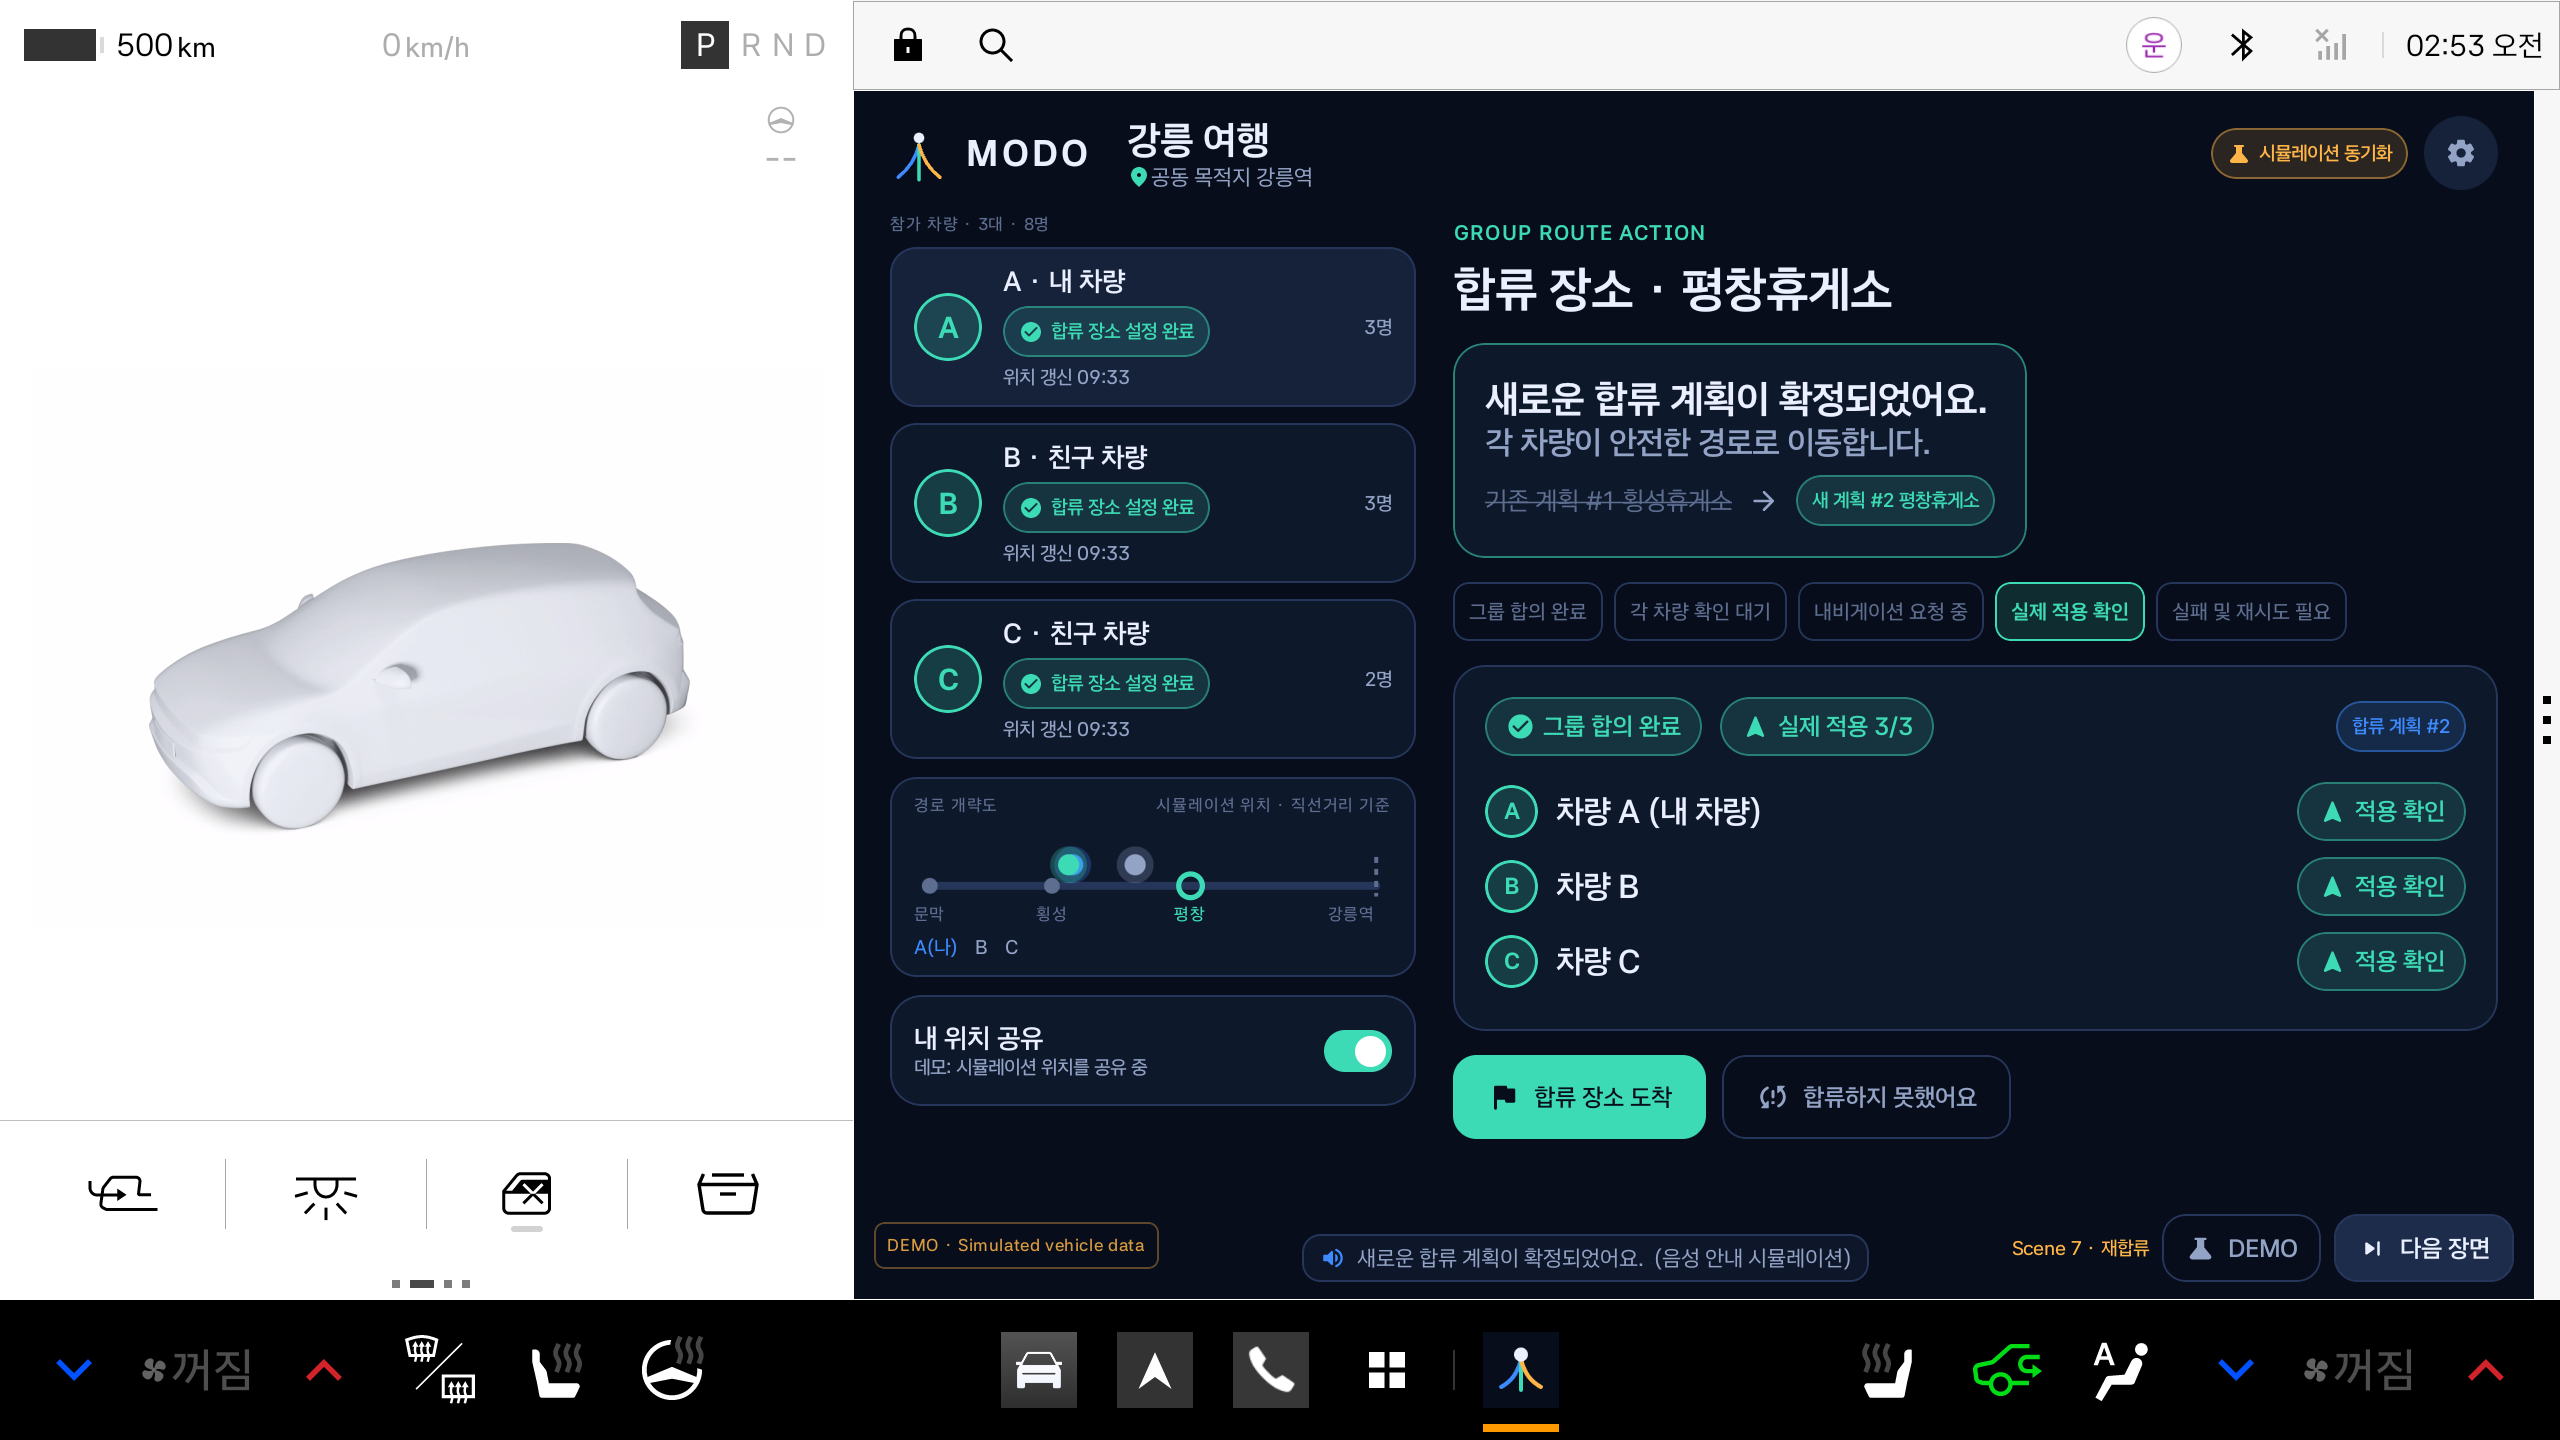 500 km
0 km/h
P R N D
운
02:53 오전
--
MODO
강릉 여행
공동 목적지 강릉역
시뮬레이션 동기화
참가 차량 · 3대 · 8명
A
A · 내 차량
합류 장소 설정 완료
위치 갱신 09:33
3명
B
B · 친구 차량
합류 장소 설정 완료
위치 갱신 09:33
3명
C
C · 친구 차량
합류 장소 설정 완료
위치 갱신 09:33
2명
경로 개략도
시뮬레이션 위치 · 직선거리 기준
문막 횡성 평창 강릉역
A(나) B C
내 위치 공유
데모: 시뮬레이션 위치를 공유 중
GROUP ROUTE ACTION
합류 장소 · 평창휴게소
새로운 합류 계획이 확정되었어요.
각 차량이 안전한 경로로 이동합니다.
기존 계획 #1 횡성휴게소
새 계획 #2 평창휴게소
그룹 합의 완료
각 차량 확인 대기
내비게이션 요청 중
실제 적용 확인
실패 및 재시도 필요
그룹 합의 완료
실제 적용 3/3
합류 계획 #2
A 차량 A (내 차량) 적용 확인
B 차량 B 적용 확인
C 차량 C 적용 확인
합류 장소 도착
합류하지 못했어요
DEMO · Simulated vehicle data
새로운 합류 계획이 확정되었어요. (음성 안내 시뮬레이션)
Scene 7 · 재합류
DEMO
다음 장면
꺼짐
A
꺼짐